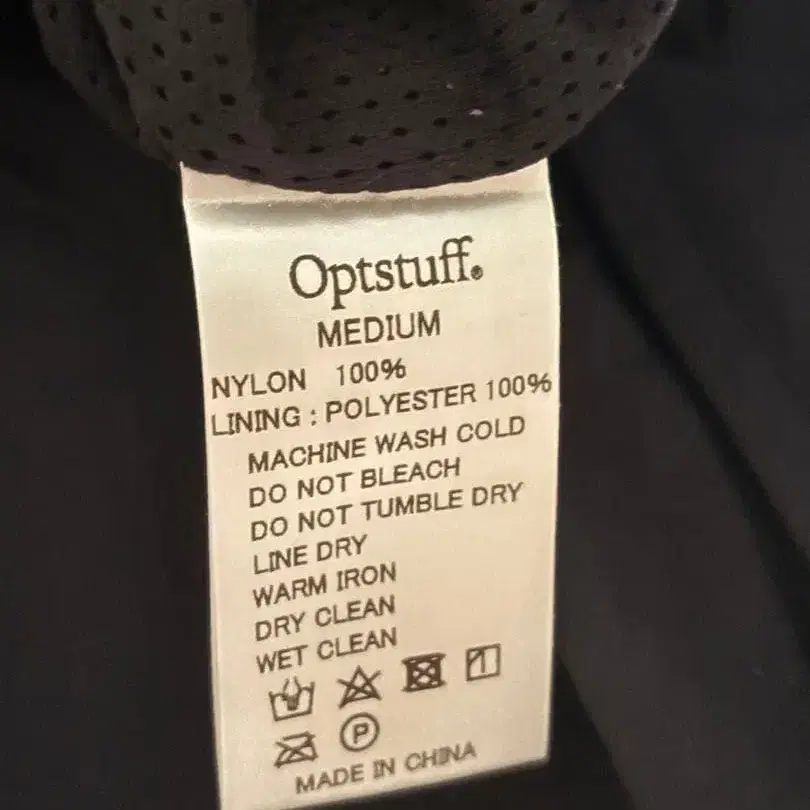 Optstuff®
MEDIUM
NYLON 100%
LINING : POLYESTER 100%
MACHINE WASH COLD
DO NOT BLEACH
DO NOT TUMBLE DRY
LINE DRY
WARM IRON
DRY CLEAN
WET CLEAN
P
MADE IN CHINA